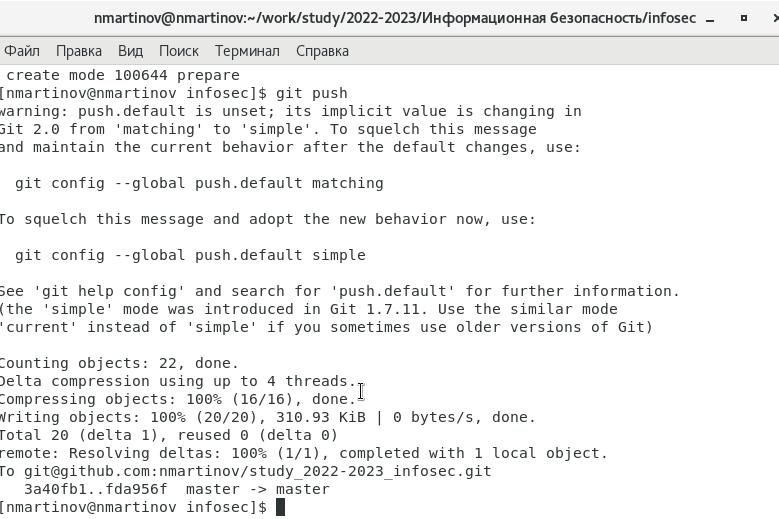 nmartinov@nmartinov:~/work/study/2022-2023/Информационная безопасность/infosec
Файл Правка Вид Поиск Терминал Справка
create mode 100644 prepare
[nmartinov@nmartinov infosec]$ git push
warning: push.default is unset; its implicit value is changing in
Git 2.0 from 'matching' to 'simple'. To squelch this message
and maintain the current behavior after the default changes, use:
git config --global push.default matching
To squelch this message and adopt the new behavior now, use:
git config --global push.default simple
See 'git help config' and search for 'push.default' for further information.
(the 'simple' mode was introduced in Git 1.7.11. Use the similar mode
'current' instead of 'simple' if you sometimes use older versions of Git)
Counting objects: 22, done.
Delta compression using up to 4 threads.
Compressing objects: 100% (16/16), done.
Writing objects: 100% (20/20), 310.93 KiB | 0 bytes/s, done.
Total 20 (delta 1), reused 0 (delta 0)
remote: Resolving deltas: 100% (1/1), completed with 1 local object.
To git@github.com:nmartinov/study_2022-2023_infosec.git
3a40fb1..fda956f  master -> master
[nmartinov@nmartinov infosec]$